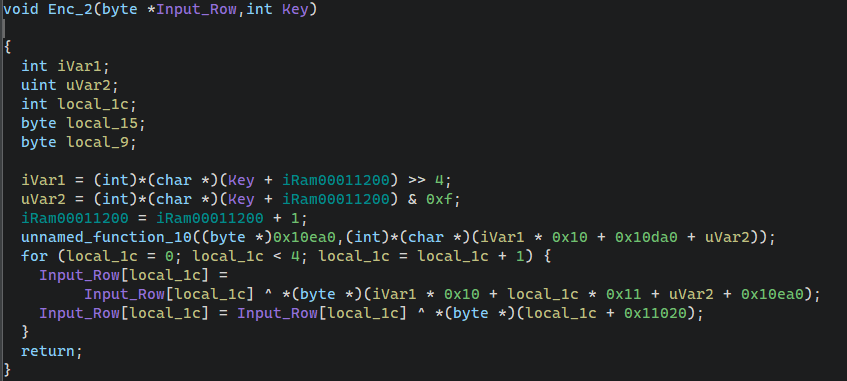 void Enc_2(byte *Input_Row,int Key)
{
int iVar1;
uint uVar2;
int local_1c;
byte local_15;
byte local_9;
iVar1 = (int)*(char *)(Key + iRam00011200) >> 4;
uVar2 = (int)*(char *)(Key + iRam00011200) & 0xf;
iRam00011200 = iRam00011200 + 1;
unnamed_function_10((byte *)0x10ea0,(int)*(char *)(iVar1 * 0x10 + 0x10da0 + uVar2));
for (local_1c = 0; local_1c < 4; local_1c = local_1c + 1) {
Input_Row[local_1c] =
Input_Row[local_1c] ^ *(byte *)(iVar1 * 0x10 + local_1c * 0x11 + uVar2 + 0x10ea0);
Input_Row[local_1c] = Input_Row[local_1c] ^ *(byte *)(local_1c + 0x11020);
}
return;
}